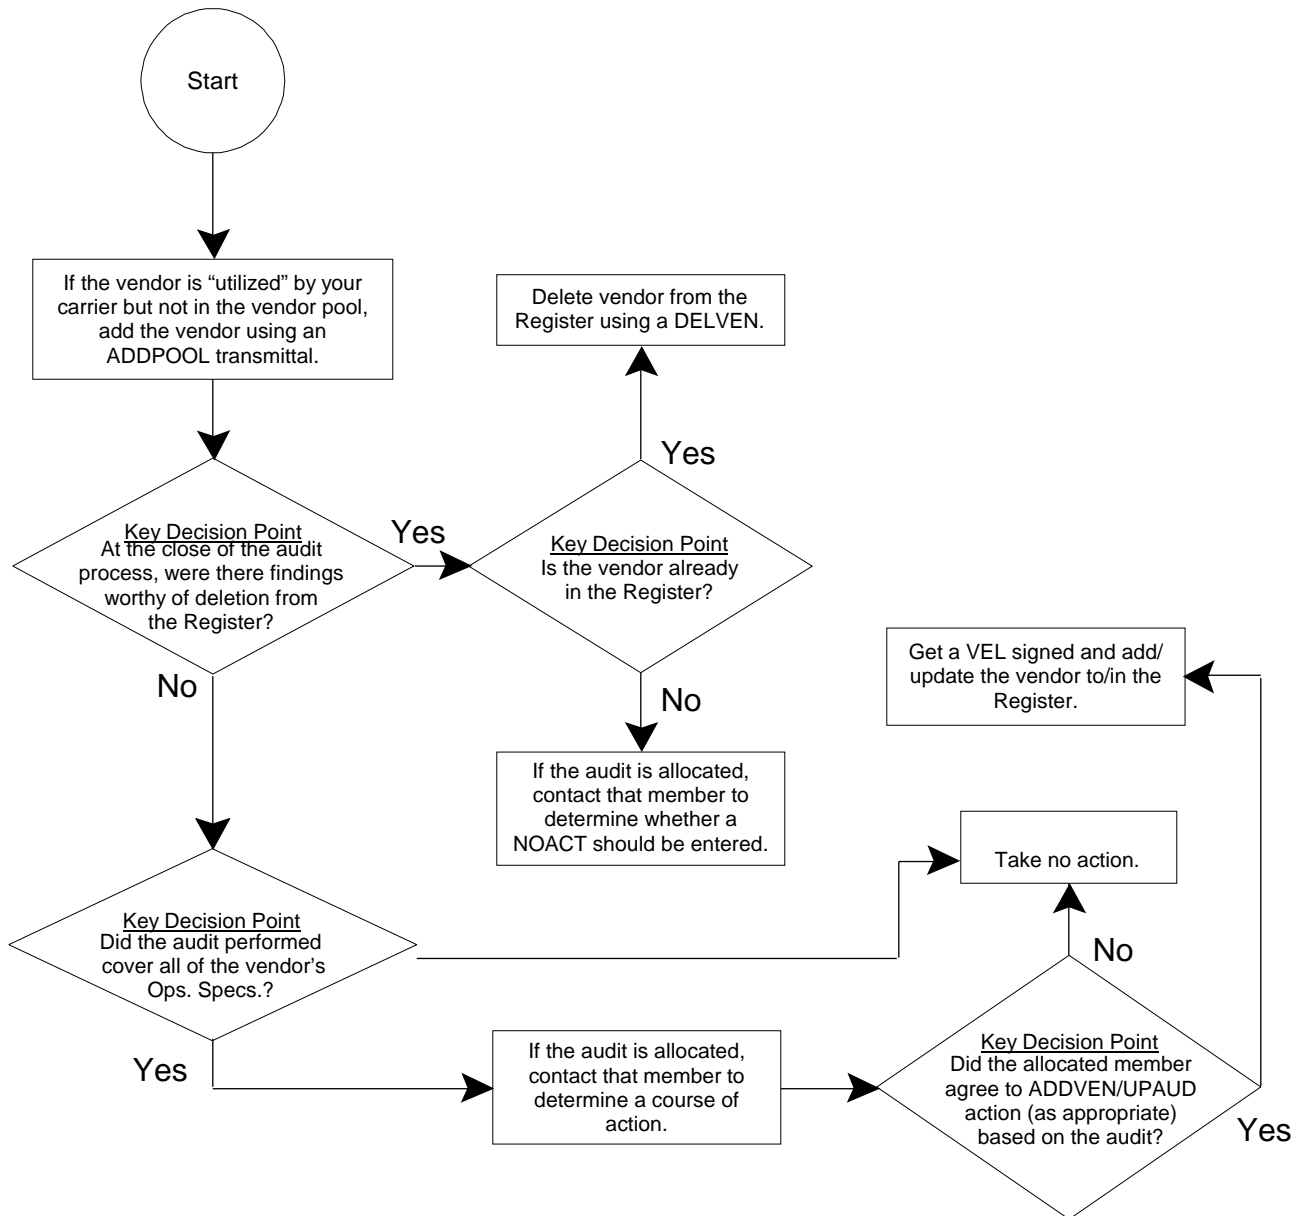 Start
If the vendor is “utilized” by your
carrier but not in the vendor pool,
add the vendor using an
ADDPOOL transmittal.
Delete vendor from the
Register using a DELVEN.
Yes
Key Decision Point
At the close of the audit
process, were there findings
worthy of deletion from
the Register?
Yes
Key Decision Point
Is the vendor already
in the Register?
No
No
If the audit is allocated,
contact that member to
determine whether a
NOACT should be entered.
Get a VEL signed and add/
update the vendor to/in the
Register.
Take no action.
Key Decision Point
Did the audit performed
cover all of the vendor’s
Ops. Specs.?
Yes
If the audit is allocated,
contact that member to
determine a course of
action.
No
Key Decision Point
Did the allocated member
agree to ADDVEN/UPAUD
action (as appropriate)
based on the audit?
Yes